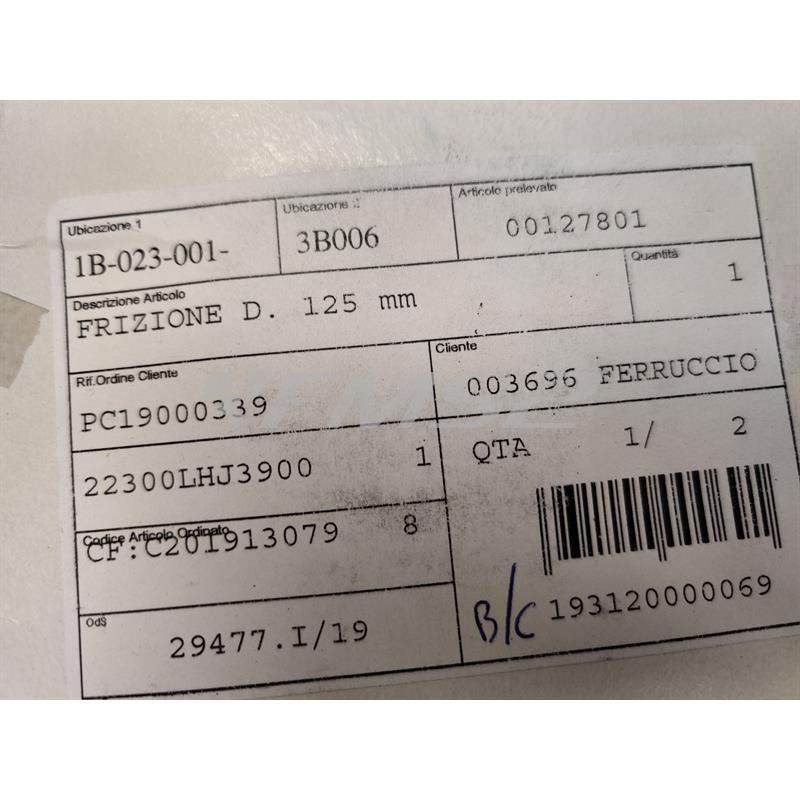 Ubicazione 1
1B-023-001-
Ubicazione 2
3B006
Articolo prelevato
00127801
Descrizione Articolo
FRIZIONE D. 125 mm
Quantità
1
Rif.Ordine Cliente
PC19000339
Cliente
003696 FERRUCCIO
22300LHJ3900 1
QTA 1/ 2
Codice Articolo Ordinato
CF:C201913079 8
193120000069
B/C
OdS
29477.I/19